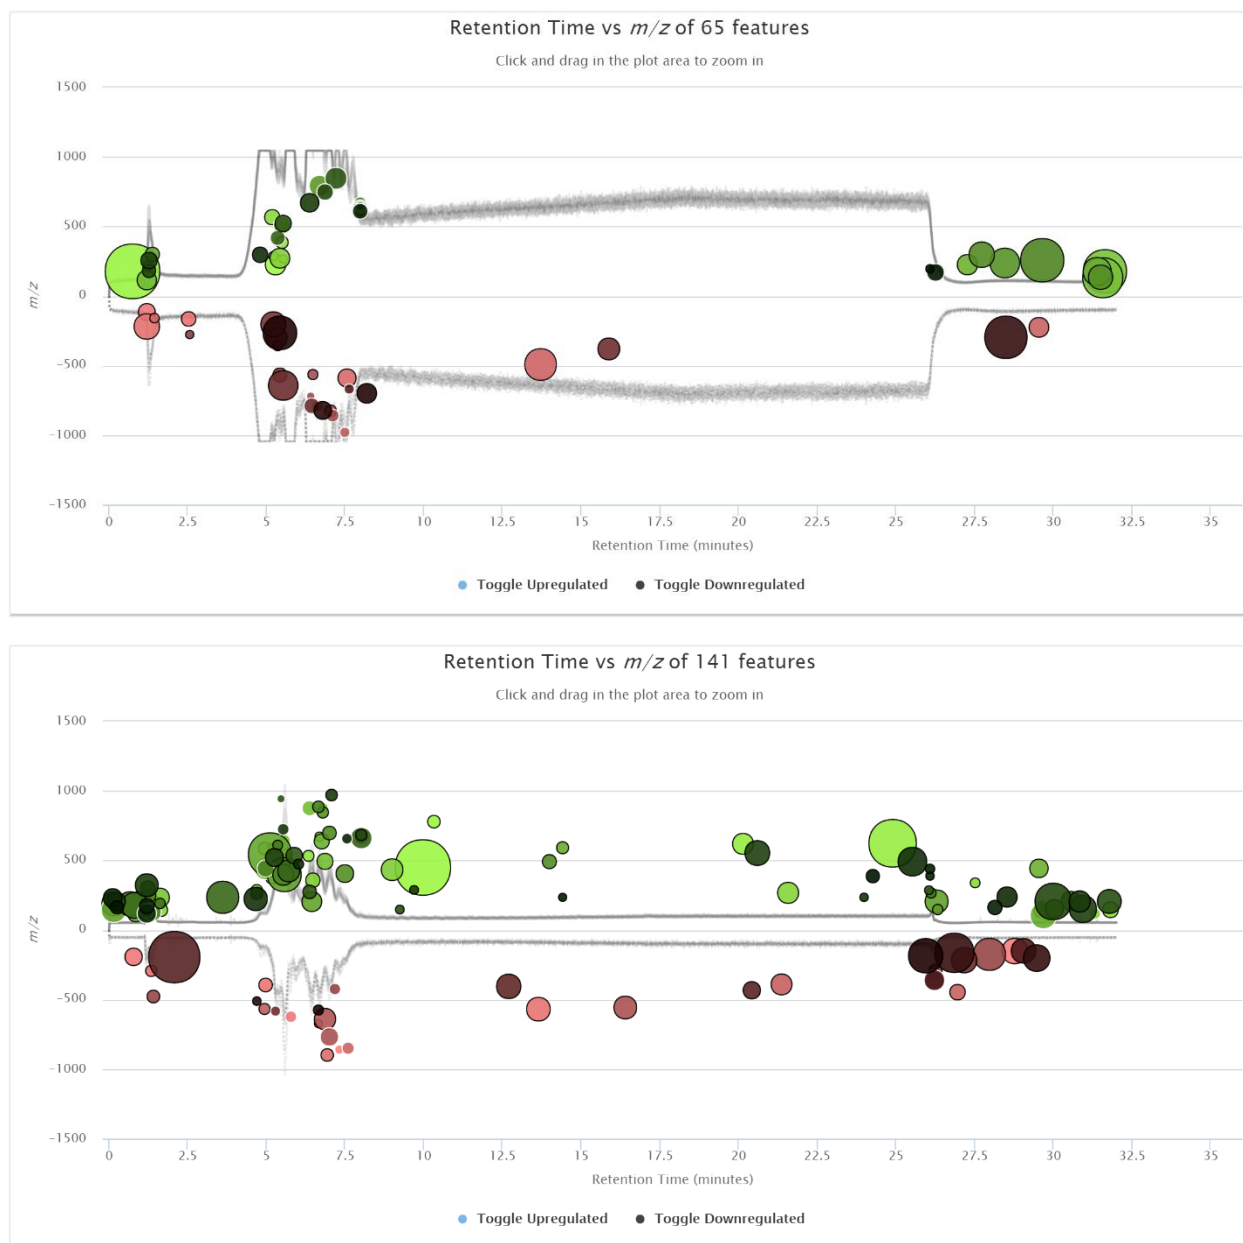 Retention Time vs m/z of 65 features
Click and drag in the plot area to zoom in
1500
1000
500
0
-500
-1000
-1500
m/z
0 2.5 5 7.5 10 12.5 15 17.5 20 22.5 25 27.5 30 32.5 35
Retention Time (minutes)
Toggle Upregulated Toggle Downregulated
Retention Time vs m/z of 141 features
Click and drag in the plot area to zoom in
1500
1000
500
0
-500
-1000
-1500
m/z
0 2.5 5 7.5 10 12.5 15 17.5 20 22.5 25 27.5 30 32.5 35
Retention Time (minutes)
Toggle Upregulated Toggle Downregulated